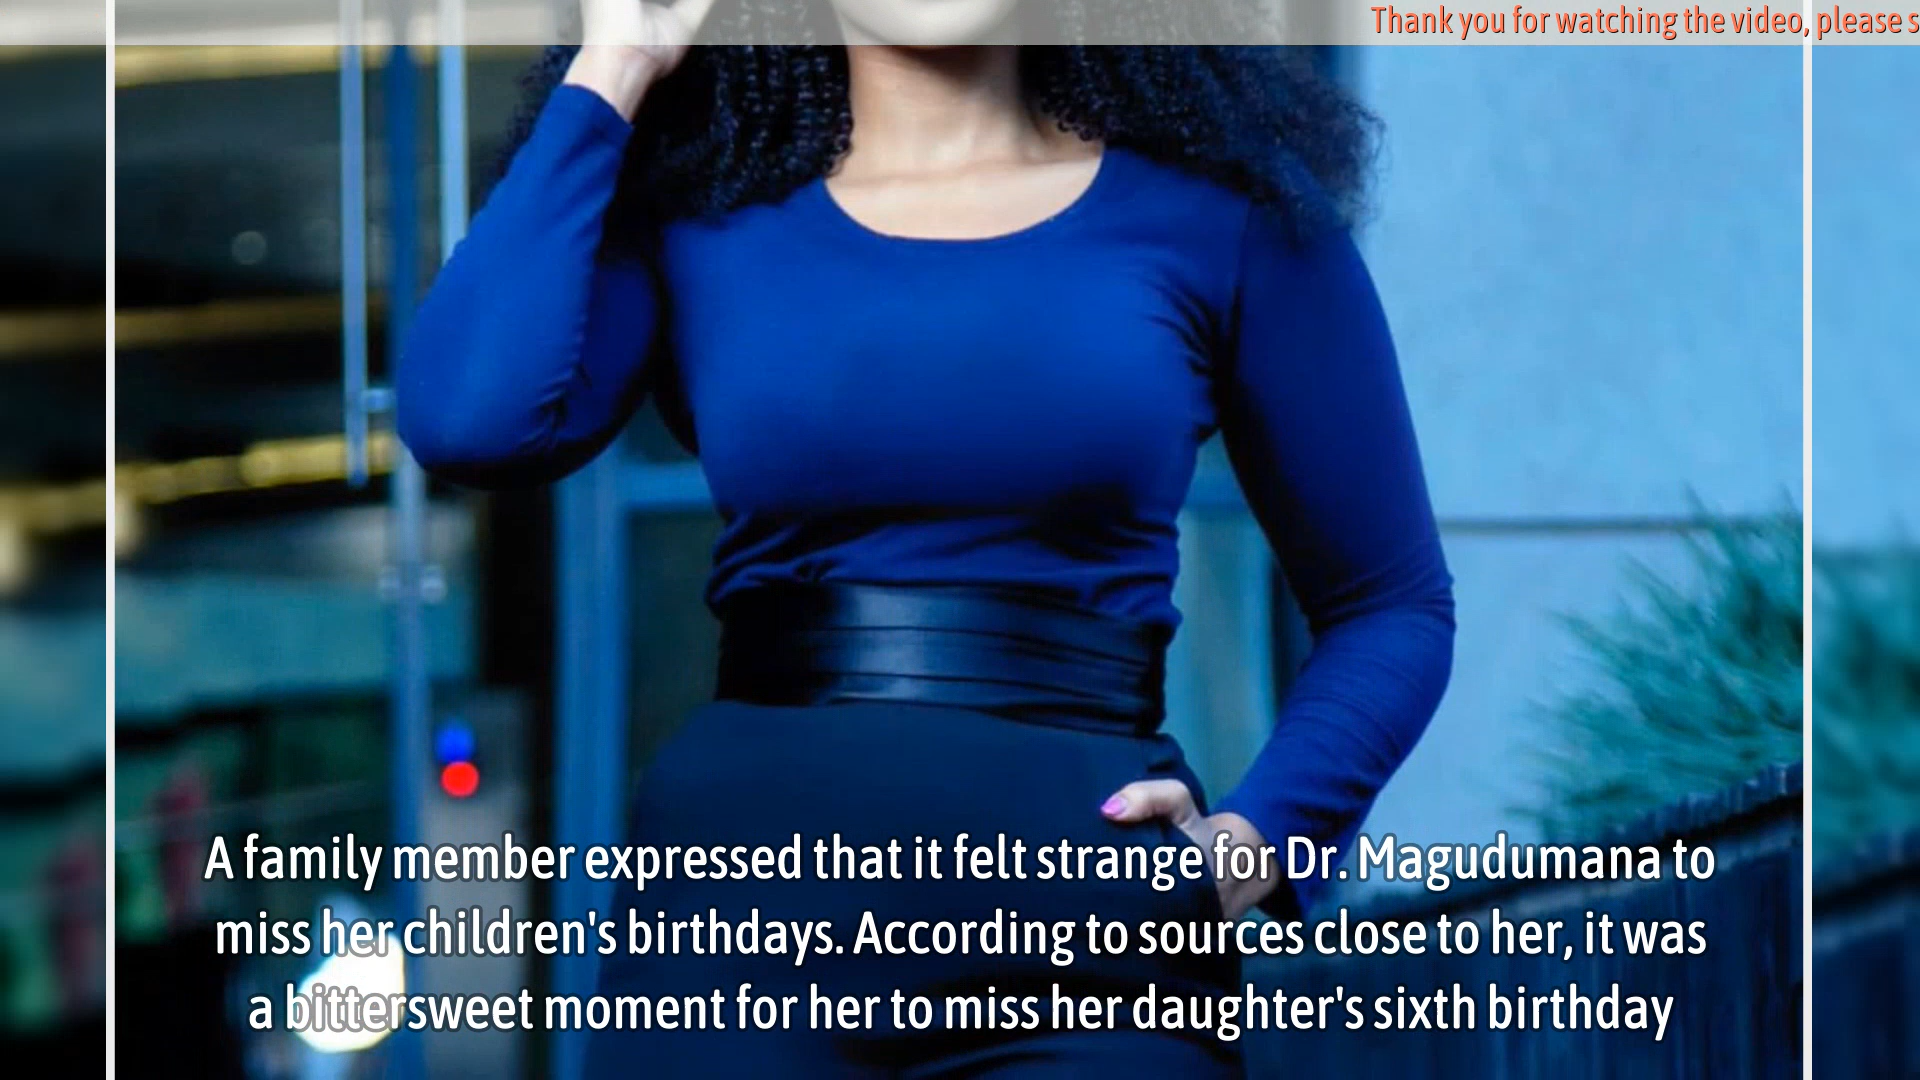 Thank you for watching the video, please s
A family member expressed that it felt strange for Dr. Magudumana to
miss her children's birthdays. According to sources close to her, it was
a bittersweet moment for her to miss her daughter's sixth birthday